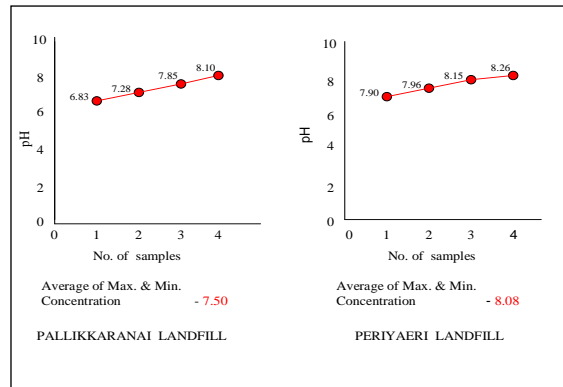 10
8
6
4
2
0
pH
6.83
7.28
7.85
8.10
0 1 2 3 4
No. of samples
Average of Max. & Min.
Concentration - 7.50
PALLIKKARANAI LANDFILL
10
8
6
4
2
0
pH
7.90
7.96
8.15
8.26
0 1 2 3 4
No. of samples
Average of Max. & Min.
Concentration - 8.08
PERIYAERI LANDFILL